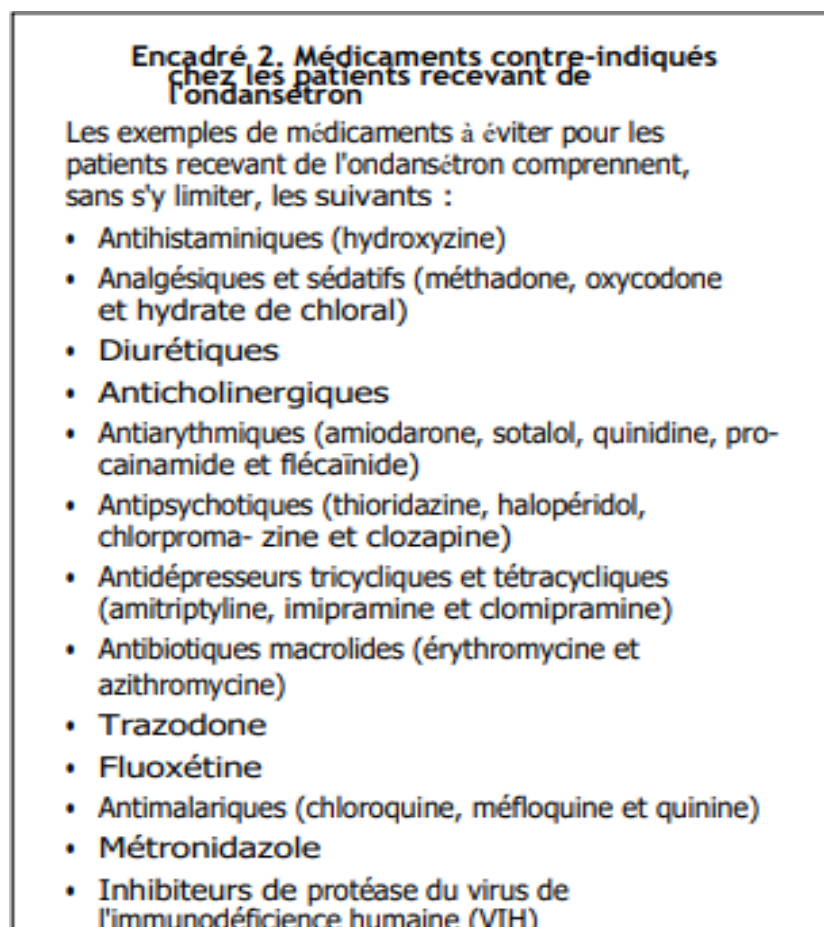 Encadré 2. Médicaments contre-indiqués
chez les patients recevant de
l'ondansétron
Les exemples de médicaments à éviter pour les
patients recevant de l'ondansétron comprennent,
sans s'y limiter, les suivants :
• Antihistaminiques (hydroxyzine)
• Analgésiques et sédatifs (méthadone, oxycodone
et hydrate de chloral)
• Diurétiques
• Anticholinergiques
• Antiarythmiques (amiodarone, sotalol, quinidine, pro-
cainamide et flécaïnide)
• Antipsychotiques (thioridazine, halopéridol,
chlorproma- zine et clozapine)
• Antidépresseurs tricycliques et tétracycliques
(amitriptyline, imipramine et clomipramine)
• Antibiotiques macrolides (érythromycine et
azithromycine)
• Trazodone
• Fluoxétine
• Antimalariques (chloroquine, méfloquine et quinine)
• Métronidazole
• Inhibiteurs de protéase du virus de
l'immunodéficience humaine (VIH)